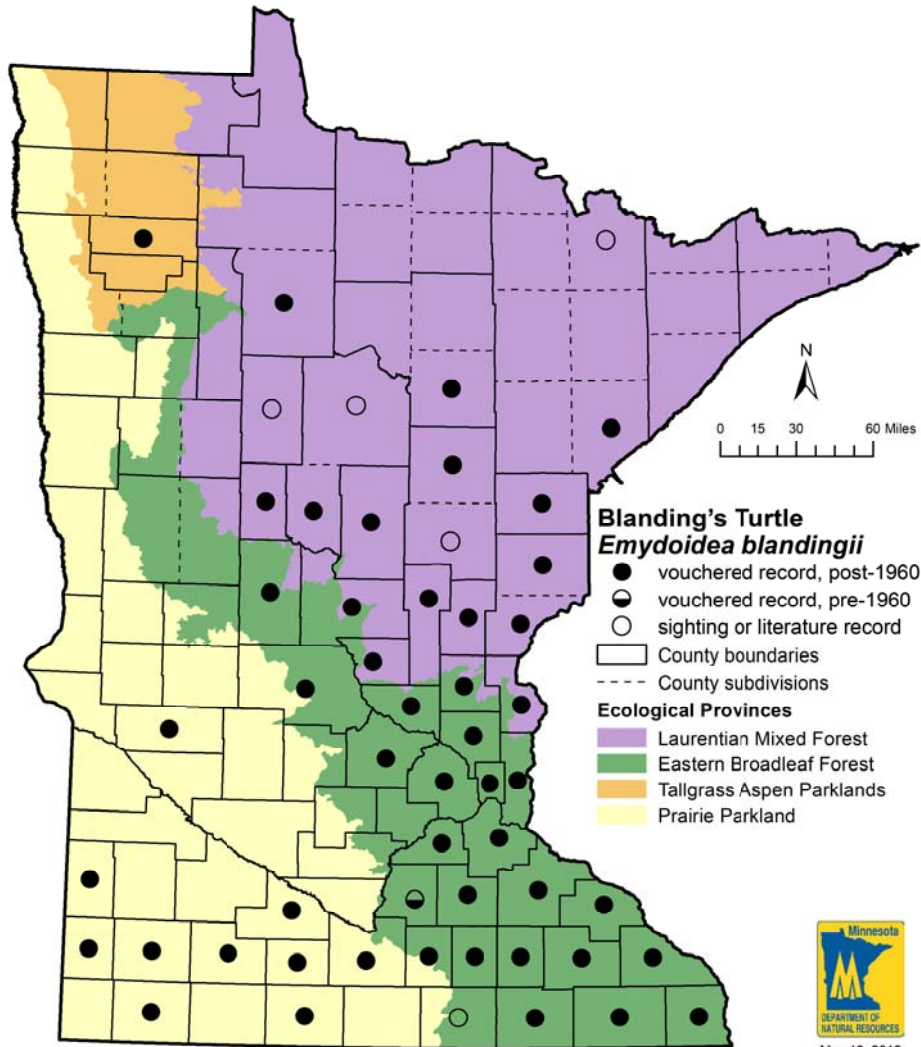 N
0 15 30 60 Miles
Blanding's Turtle
Emydoidea blandingii
vouchered record, post-1960
vouchered record, pre-1960
sighting or literature record
County boundaries
County subdivisions
Ecological Provinces
Laurentian Mixed Forest
Eastern Broadleaf Forest
Tallgrass Aspen Parklands
Prairie Parkland
Minnesota
DEPARTMENT OF
NATURAL RESOURCES